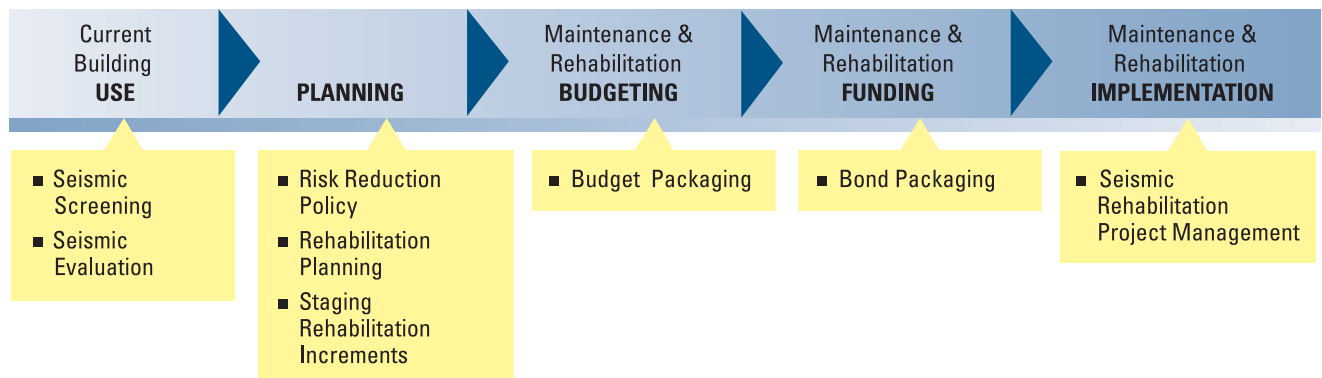 Current
Building
USE
PLANNING
Maintenance &
Rehabilitation
BUDGETING
Maintenance &
Rehabilitation
FUNDING
Maintenance &
Rehabilitation
IMPLEMENTATION
■ Seismic
Screening
■ Seismic
Evaluation
■ Risk Reduction
Policy
■ Rehabilitation
Planning
■ Staging
Rehabilitation
Increments
■ Budget Packaging
■ Bond Packaging
■ Seismic
Rehabilitation
Project Management